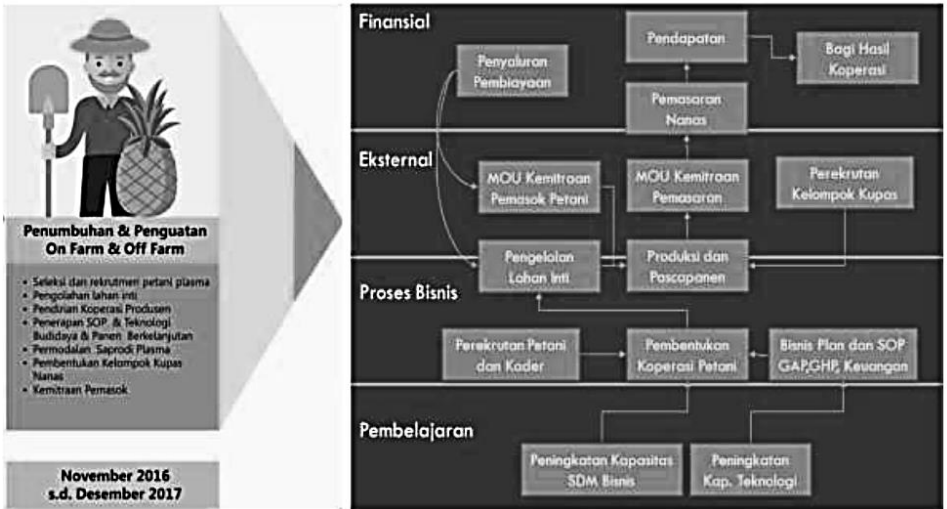 Penumbuhan & Penguatan
On Farm & Off Farm
• Seleksi dan rekrutmen petani plasma
• Pengolahan lahan inti
• Pendirian Koperasi Produsen
• Penerapan SOP & Teknologi
Budidaya & Panen Berkelanjutan
• Permodalan Saprodi Plasma
• Pembentukan Kelompok Kupas
Nanas
• Kemitraan Pemasok
November 2016
s.d. Desember 2017
Finansial
Penyaluran
Pembiayaan
Pendapatan
Bagi Hasil
Koperasi
Pemasaran
Nanas
Eksternal
MOU Kemitraan
Pemasok Petani
MOU Kemitraan
Pemasaran
Perekrutan
Kelompok Kupas
Pengelolan
Lahan Inti
Produksi dan
Pascapanen
Proses Bisnis
Perekrutan Petani
dan Kader
Pembentukan
Koperasi Petani
Bisnis Plan dan SOP
GAP,GHP, Keuangan
Pembelajaran
Peningkatan Kapasitas
SDM Bisnis
Peningkatan
Kap. Teknologi